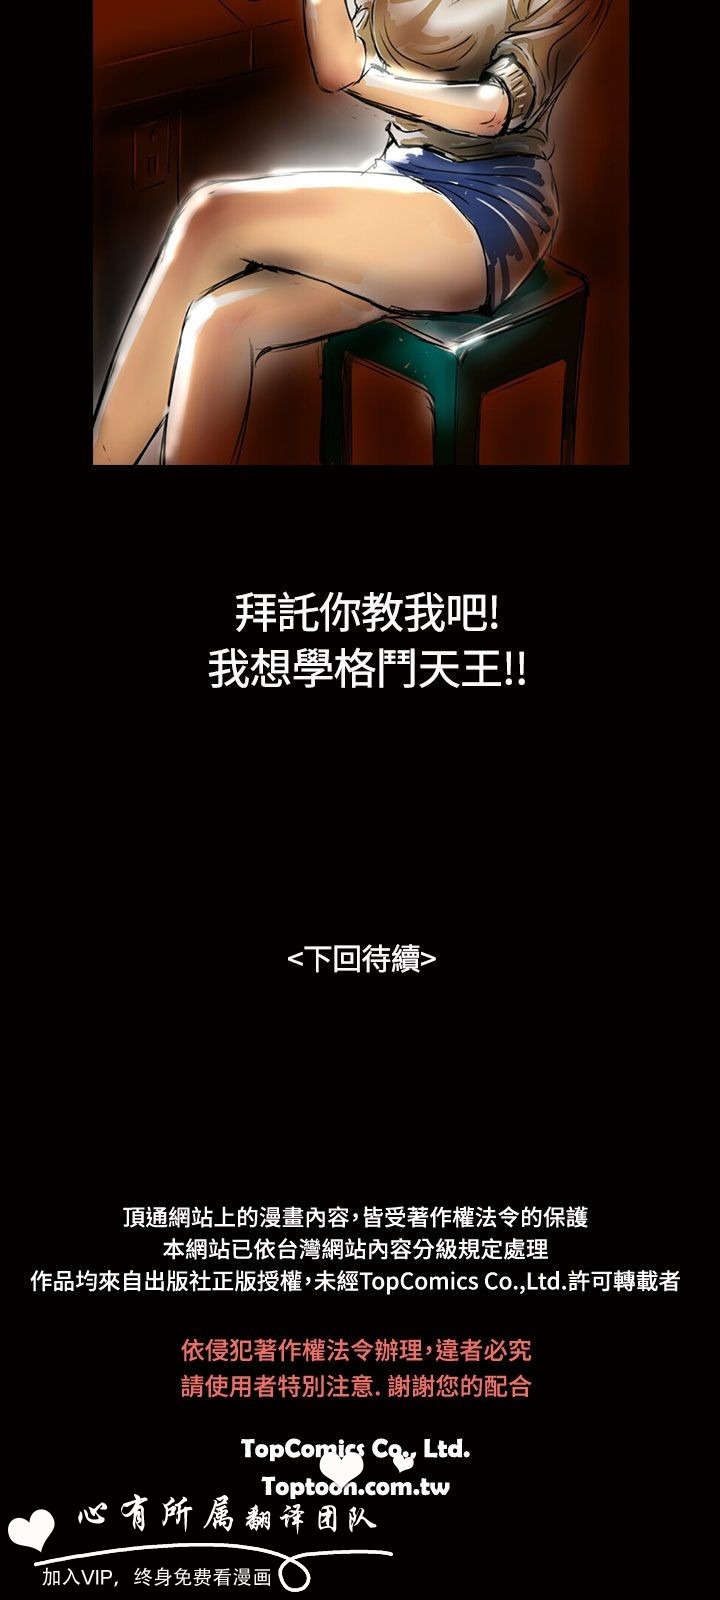 拜託你教我吧!
我想學格鬥天王!!
<下回待續>
頂通網站上的漫畫內容，皆受著作權法令的保護
本網站已依台灣網站內容分級規定處理
作品均來自出版社正版授權，未經TopComics Co.,Ltd.許可轉載者
依侵犯著作權法令辦理，違者必究
請使用者特別注意. 謝謝您的配合
TopComics Co., Ltd.
Toptoon.com.tw
心有所属翻译团队
加入VIP，终身免费看漫画